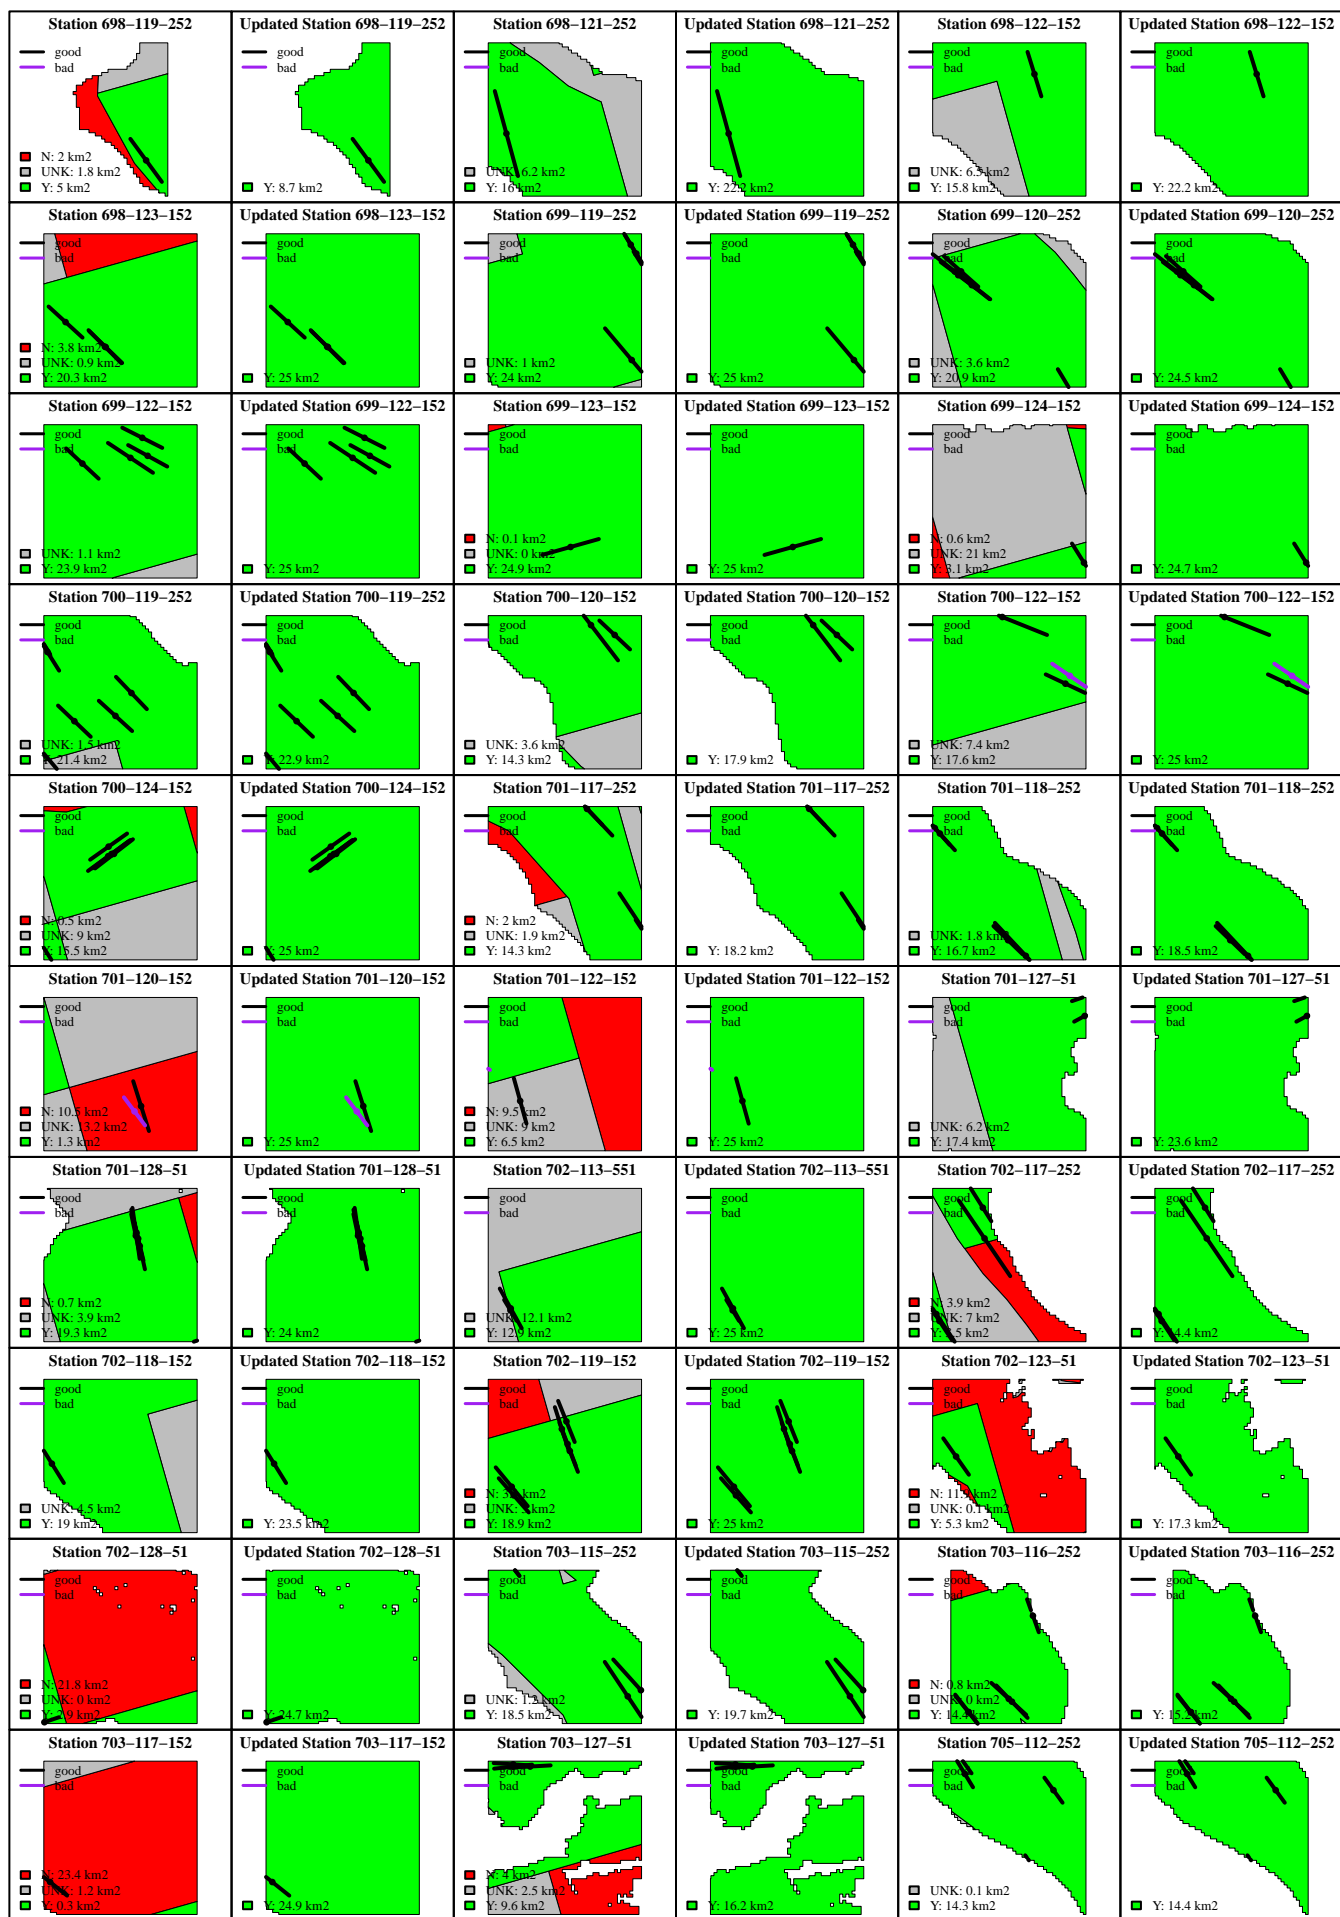 Station 698−119−252
good
bad
N: 2 km2
UNK: 1.8 km2
Y: 5 km2
Updated Station 698−119−252
good
bad
Y: 8.7 km2
Station 698−121−252
good
bad
UNK: 6.2 km2
Y: 16 km2
Updated Station 698−121−252
good
bad
Y: 22.2 km2
Station 698−122−152
good
bad
UNK: 6.5 km2
Y: 15.8 km2
Updated Station 698−122−152
good
bad
Y: 22.2 km2
Station 698−123−152
good
bad
N: 3.8 km2
UNK: 0.9 km2
Y: 20.3 km2
Updated Station 698−123−152
good
bad
Y: 25 km2
Station 699−119−252
good
bad
UNK: 1 km2
Y: 24 km2
Updated Station 699−119−252
good
bad
Y: 25 km2
Station 699−120−252
good
bad
UNK: 3.6 km2
Y: 20.9 km2
Updated Station 699−120−252
good
bad
Y: 24.5 km2
Station 699−122−152
good
bad
UNK: 1.1 km2
Y: 23.9 km2
Updated Station 699−122−152
good
bad
Y: 25 km2
Station 699−123−152
good
bad
N: 0.1 km2
UNK: 0 km2
Y: 24.9 km2
Updated Station 699−123−152
good
bad
Y: 25 km2
Station 699−124−152
good
bad
N: 0.6 km2
UNK: 21 km2
Y: 3.1 km2
Updated Station 699−124−152
good
bad
Y: 24.7 km2
Station 700−119−252
good
bad
UNK: 1.5 km2
Y: 21.4 km2
Updated Station 700−119−252
good
bad
Y: 22.9 km2
Station 700−120−152
good
bad
UNK: 3.6 km2
Y: 14.3 km2
Updated Station 700−120−152
good
bad
Y: 17.9 km2
Station 700−122−152
good
bad
UNK: 7.4 km2
Y: 17.6 km2
Updated Station 700−122−152
good
bad
Y: 25 km2
Station 700−124−152
good
bad
N: 0.5 km2
UNK: 9 km2
Y: 15.5 km2
Updated Station 700−124−152
good
bad
Y: 25 km2
Station 701−117−252
good
bad
N: 2 km2
UNK: 1.9 km2
Y: 14.3 km2
Updated Station 701−117−252
good
bad
Y: 18.2 km2
Station 701−118−252
good
bad
UNK: 1.8 km2
Y: 16.7 km2
Updated Station 701−118−252
good
bad
Y: 18.5 km2
Station 701−120−152
good
bad
N: 10.5 km2
UNK: 13.2 km2
Y: 1.3 km2
Updated Station 701−120−152
good
bad
Y: 25 km2
Station 701−122−152
good
bad
N: 9.5 km2
UNK: 9 km2
Y: 6.5 km2
Updated Station 701−122−152
good
bad
Y: 25 km2
Station 701−127−51
good
bad
UNK: 6.2 km2
Y: 17.4 km2
Updated Station 701−127−51
good
bad
Y: 23.6 km2
Station 701−128−51
good
bad
N: 0.7 km2
UNK: 3.9 km2
Y: 19.3 km2
Updated Station 701−128−51
good
bad
Y: 24 km2
Station 702−113−551
good
bad
UNK: 12.1 km2
Y: 12.9 km2
Updated Station 702−113−551
good
bad
Y: 25 km2
Station 702−117−252
good
bad
N: 3.9 km2
UNK: 7 km2
Y: km2
Updated Station 702−117−252
good
bad
Y: 14.4 km2
Station 702−118−152
good
bad
UNK: 4.5 km2
Y: 19 km2
Updated Station 702−118−152
good
bad
Y: 23.5 km2
Station 702−119−152
good
bad
N: km2
UNK: km2
Y: 18.9 km2
Updated Station 702−119−152
good
bad
Y: 25 km2
Station 702−123−51
good
bad
N: km2
UNK: 0.1 km2
Y: 5.3 km2
Updated Station 702−123−51
good
bad
Y: 17.3 km2
Station 702−128−51
good
bad
N: 21.8 km2
UNK: 0 km2
Y: 2.9 km2
Updated Station 702−128−51
good
bad
Y: 24.7 km2
Station 703−115−252
good
bad
UNK: 1.2 km2
Y: 18.5 km2
Updated Station 703−115−252
good
bad
Y: 19.7 km2
Station 703−116−252
good
bad
N: 0.8 km2
UNK: 0 km2
Y: 14.4 km2
Updated Station 703−116−252
good
bad
Y: 15.2 km2
Station 703−117−152
good
bad
N: 23.4 km2
UNK: 1.2 km2
Y: 0.3 km2
Updated Station 703−117−152
good
bad
Y: 24.9 km2
Station 703−127−51
good
bad
N: 4 km2
UNK: 2.5 km2
Y: 9.6 km2
Updated Station 703−127−51
good
bad
Y: 16.2 km2
Station 705−112−252
good
bad
UNK: 0.1 km2
Y: 14.3 km2
Updated Station 705−112−252
good
bad
Y: 14.4 km2